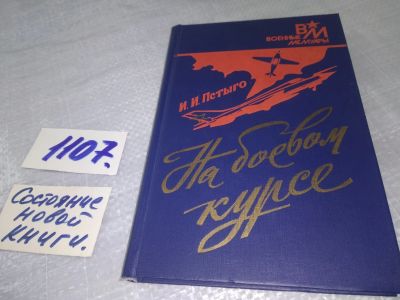 ВМ
ВОЕННЫЕ
МЕМУАРЫ
И. И. Пстыго
На боевом
курсе
1107.
Состояние
новой
книги.